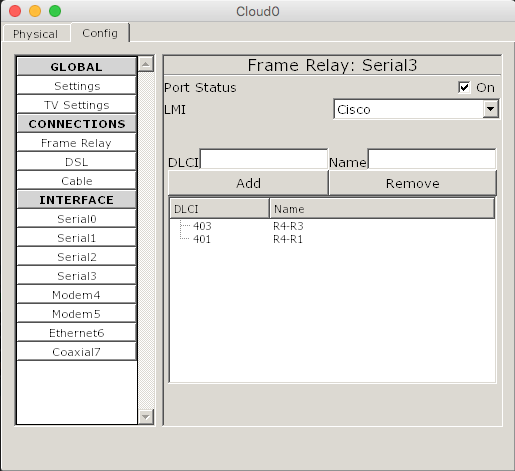 Cloud0
Physical
Config
GLOBAL
Settings
TV Settings
CONNECTIONS
Frame Relay
DSL
Cable
INTERFACE
Serial0
Serial1
Serial2
Serial3
Modem4
Modem5
Ethernet6
Coaxial7
Frame Relay: Serial3
Port Status On
LMI Cisco
DLCI Name
Add Remove
DLCI Name
403 R4-R3
401 R4-R1